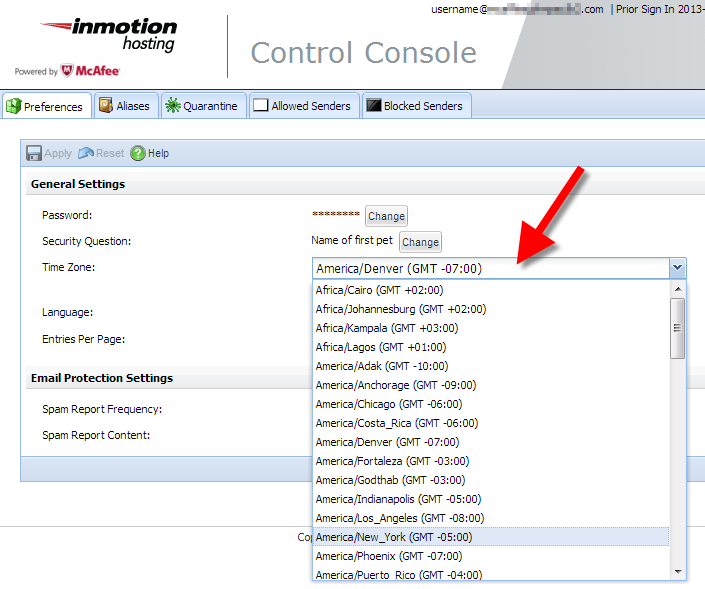 username@ .com | Prior Sign In 2013-
inmotion
hosting
Powered by McAfee
Control Console
Preferences Aliases Quarantine Allowed Senders Blocked Senders
Apply Reset ? Help
General Settings
Password: ******** Change
Security Question: Name of first pet Change
Time Zone: America/Denver (GMT -07:00)
Africa/Cairo (GMT +02:00)
Africa/Johannesburg (GMT +02:00)
Africa/Kampala (GMT +03:00)
Africa/Lagos (GMT +01:00)
America/Adak (GMT -10:00)
America/Anchorage (GMT -09:00)
America/Chicago (GMT -06:00)
America/Costa_Rica (GMT -06:00)
America/Denver (GMT -07:00)
America/Fortaleza (GMT -03:00)
America/Godthab (GMT -03:00)
America/Indianapolis (GMT -05:00)
America/Los_Angeles (GMT -08:00)
America/New_York (GMT -05:00)
America/Phoenix (GMT -07:00)
America/Puerto_Rico (GMT -04:00)
Language:
Entries Per Page:
Email Protection Settings
Spam Report Frequency:
Spam Report Content: